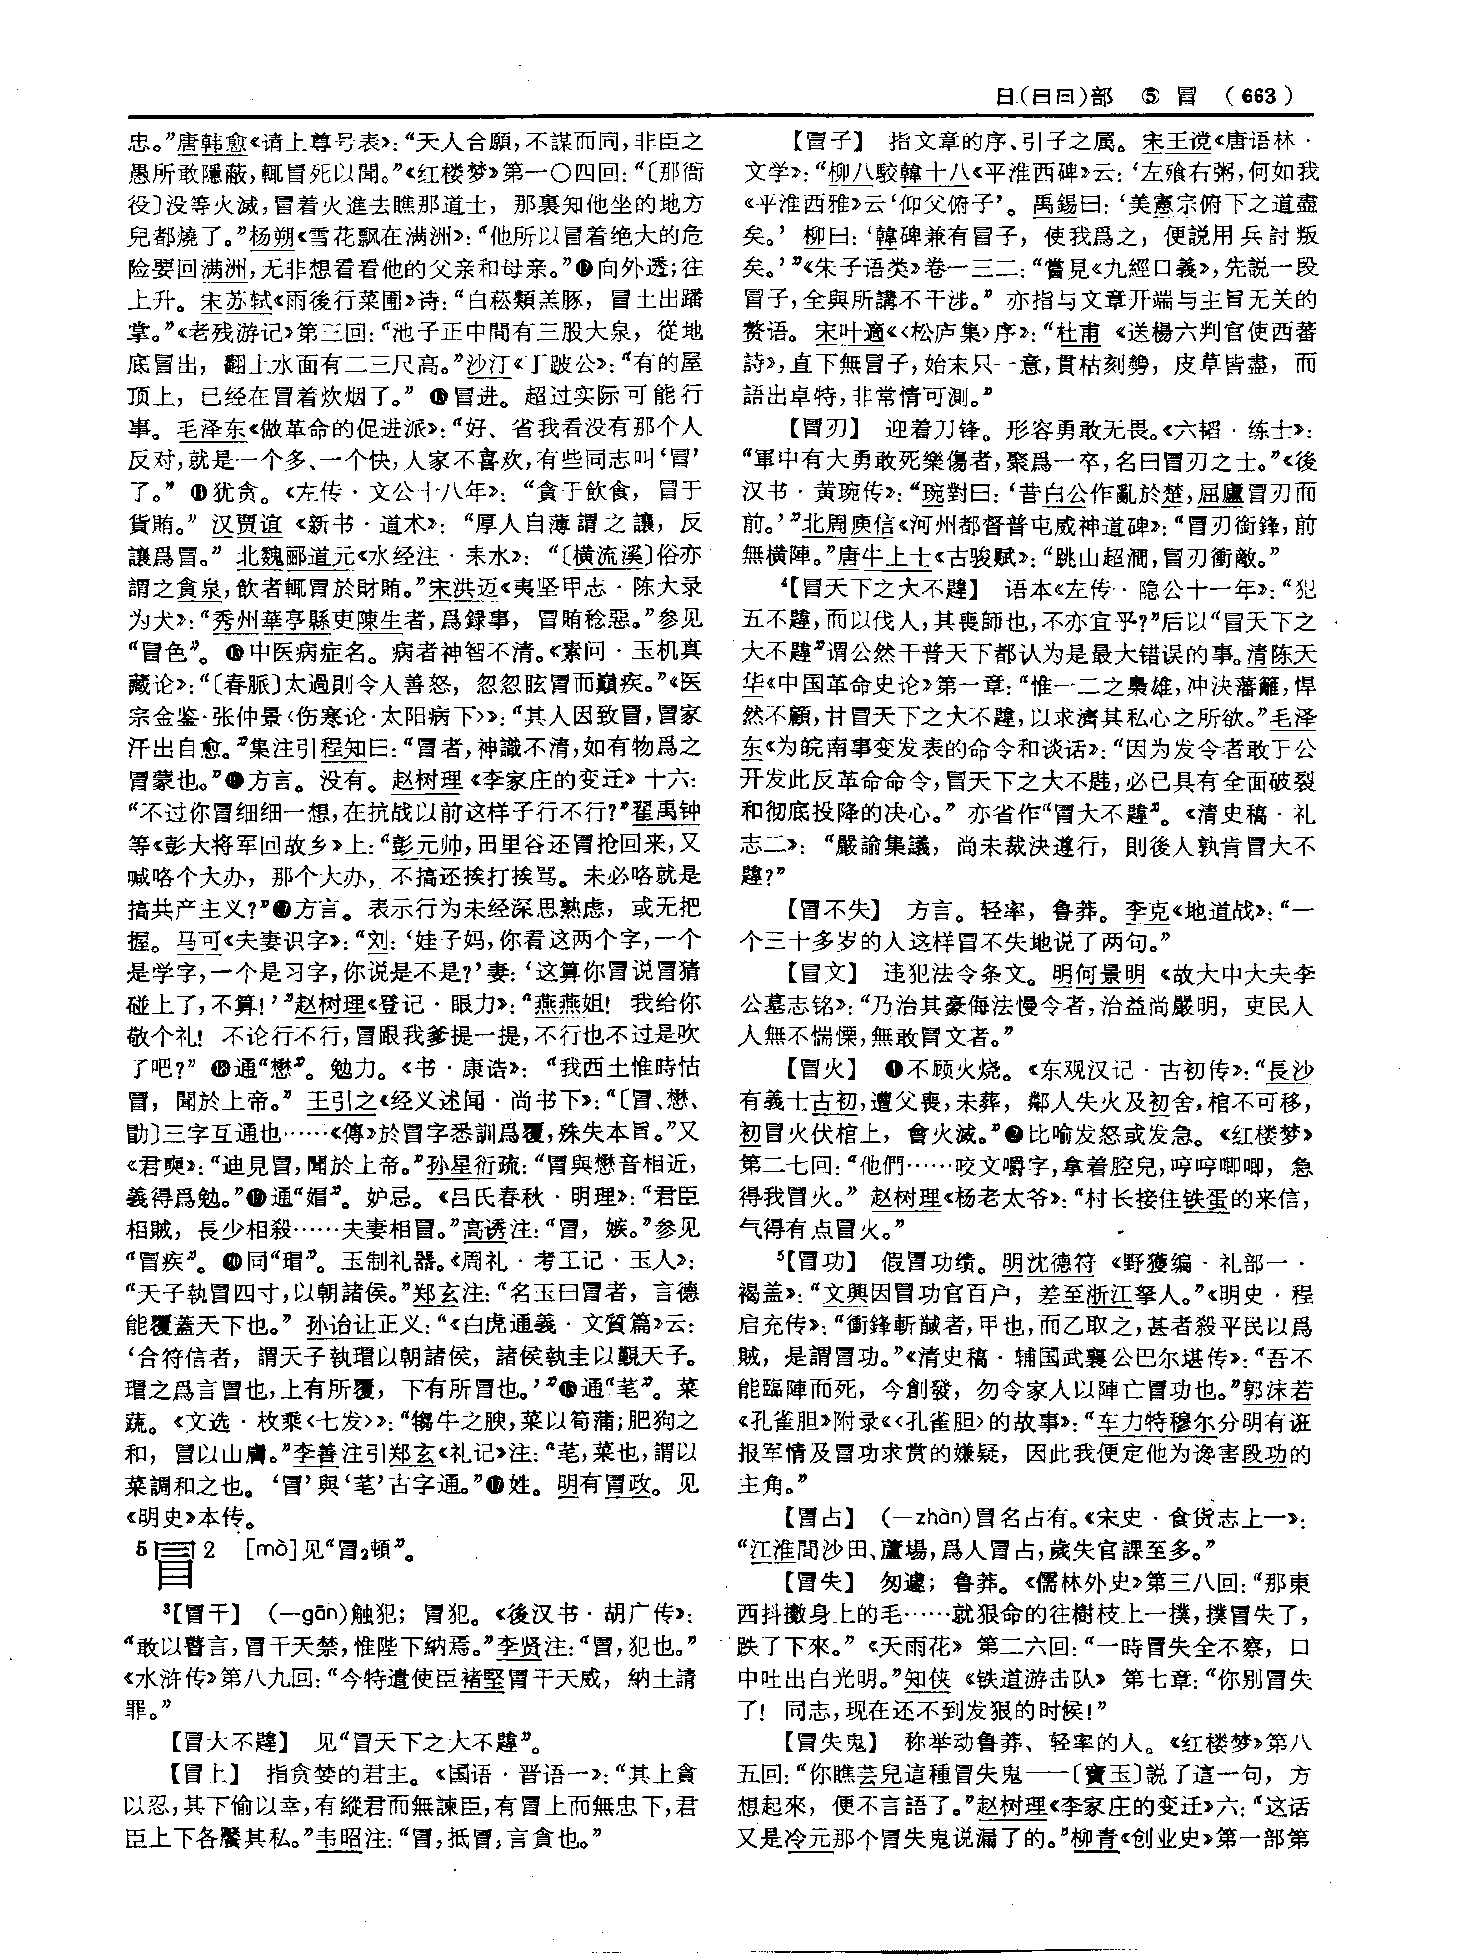 日(曰𠔼)部 ⑤ 冒 (663)
忠。”唐韩愈《请上尊号表》：“天人合願，不謀而同，非臣之
愚所敢隱蔽，輒冒死以聞。”《红楼梦》第一〇四回：“〔那衙
役〕没等火滅，冒着火進去瞧那道士，那裏知他坐的地方
兒都燒了。”杨朔《雪花飘在满洲》：“他所以冒着绝大的危
险要回满洲，无非想看看他的父亲和母亲。”⓬向外透；往
上升。宋苏轼《雨後行菜圃》诗：“白菘類羔豚，冒土出蹯
掌。”《老残游记》第三回：“池子正中間有三股大泉，從地
底冒出，翻上水面有二三尺高。”沙汀《丁跛公》：“有的屋
顶上，已经在冒着炊烟了。”⓭冒进。超过实际可能行
事。毛泽东《做革命的促进派》：“好、省我看没有那个人
反对，就是一个多、一个快，人家不喜欢，有些同志叫‘冒’
了。”⓮犹贪。《左传·文公十八年》：“貪于飲食，冒于
貨賄。”汉贾谊《新书·道术》：“厚人自薄謂之讓，反
讓爲冒。”北魏郦道元《水经注·耒水》：“〔横流溪〕俗亦
謂之貪泉，飲者輒冒於財賄。”宋洪迈《夷坚甲志·陈大录
为犬》：“秀州華亭縣吏陳生者，爲録事，冒賄稔惡。”参见
“冒色”。⓯中医病症名。病者神智不清。《素问·玉机真
藏论》：“〔春脈〕太過則令人善怒，忽忽眩冒而巔疾。”《医
宗金鉴·张仲景〈伤寒论·太阳病下〉》：“其人因致冒，冒家
汗出自愈。”集注引程知曰：“冒者，神識不清，如有物爲之
冒蒙也。”⓰方言。没有。赵树理《李家庄的变迁》十六：
“不过你冒细细一想，在抗战以前这样子行不行？”翟禹钟
等《彭大将军回故乡》上：“彭元帅，田里谷还冒抢回来，又
喊咯个大办，那个大办，不搞还挨打挨骂。未必咯就是
搞共产主义？”⓱方言。表示行为未经深思熟虑，或无把
握。马可《夫妻识字》：“刘：‘娃子妈，你看这两个字，一个
是学字，一个是习字，你说是不是？’妻：‘这算你冒说冒猜
碰上了，不算！’”赵树理《登记·眼力》：“燕燕姐！我给你
敬个礼！不论行不行，冒跟我爹提一提，不行也不过是吹
了吧？”⓲通“懋”。勉力。《书·康诰》：“我西土惟時怙
冒，聞於上帝。”王引之《经义述闻·尚书下》：“〔冒、懋、
勖〕三字互通也……《傳》於冒字悉訓爲覆，殊失本旨。”又
《君奭》：“迪見冒，聞於上帝。”孙星衍疏：“冒與懋音相近，
義得爲勉。”⓳通“媢”。妒忌。《吕氏春秋·明理》：“君臣
相賊，長少相殺……夫妻相冒。”高诱注：“冒，嫉。”参见
“冒疾”。⓴同“瑁”。玉制礼器。《周礼·考工记·玉人》：
“天子執冒四寸，以朝諸侯。”郑玄注：“名玉曰冒者，言德
能覆蓋天下也。”孙诒让正义：“《白虎通義·文質篇》云：
‘合符信者，謂天子執瑁以朝諸侯，諸侯執圭以覲天子。
瑁之爲言冒也，上有所覆，下有所冒也。’”⓰通“芼”。菜
蔬。《文选·枚乘〈七发〉》：“犓牛之腴，菜以筍蒲；肥狗之
和，冒以山膚。”李善注引郑玄《礼记》注：“芼，菜也，謂以
菜調和之也。‘冒’與‘芼’古字通。”⓱姓。明有冒政。见
《明史》本传。
5冒2 [mò]见“冒2頓”。
3【冒干】 (—gān)触犯；冒犯。《後汉书·胡广传》：
“敢以瞽言，冒干天禁，惟陛下納焉。”李贤注：“冒，犯也。”
《水浒传》第八九回：“今特遣使臣褚堅冒干天威，納土請
罪。”
【冒大不韙】 见“冒天下之大不韙”。
【冒上】 指贪婪的君主。《国语·晋语一》：“其上貪
以忍，其下偷以幸，有縱君而無諫臣，有冒上而無忠下，君
臣上下各饜其私。”韦昭注：“冒，抵冒，言貪也。”
【冒子】 指文章的序、引子之属。宋王谠《唐语林·
文学》：“柳八駮韓十八《平淮西碑》云：‘左飧右粥，何如我
《平淮西雅》云‘仰父俯子’。禹錫曰：‘美憲宗俯下之道盡
矣。’柳曰：‘韓碑兼有冒子，使我爲之，便説用兵討叛
矣。’”《朱子语类》卷一三二：“嘗見《九經口義》，先説一段
冒子，全與所講不干涉。”亦指与文章开端与主旨无关的
赘语。宋叶適《〈松庐集〉序》：“杜甫《送楊六判官使西蕃
詩》，直下無冒子，始末只一意，貫枯刻勢，皮草皆盡，而
語出卓特，非常情可測。”
【冒刃】 迎着刀锋。形容勇敢无畏。《六韬·练士》：
“軍中有大勇敢死樂傷者，聚爲一卒，名曰冒刃之士。”《後
汉书·黄琬传》：“琬對曰：‘昔白公作亂於楚，屈廬冒刃而
前。’”北周庾信《河州都督普屯威神道碑》：“冒刃銜鋒，前
無横陣。”唐牛上士《古骏赋》：“跳山超澗，冒刃衝敵。”
4【冒天下之大不韙】 语本《左传·隐公十一年》：“犯
五不韙，而以伐人，其喪師也，不亦宜乎？”后以“冒天下之
大不韙”谓公然干普天下都认为是最大错误的事。清陈天
华《中国革命史论》第一章：“惟一二之梟雄，冲決藩籬，悍
然不顧，甘冒天下之大不韙，以求濟其私心之所欲。”毛泽
东《为皖南事变发表的命令和谈话》：“因为发令者敢于公
开发此反革命命令，冒天下之大不韪，必已具有全面破裂
和彻底投降的决心。”亦省作“冒大不韙”。《清史稿·礼
志二》：“嚴諭集議，尚未裁決遵行，則後人孰肯冒大不
韙？”
【冒不失】 方言。轻率，鲁莽。李克《地道战》：“一
个三十多岁的人这样冒不失地说了两句。”
【冒文】 违犯法令条文。明何景明《故大中大夫李
公墓志铭》：“乃治其豪侮法慢令者，治益尚嚴明，吏民人
人無不惴慄，無敢冒文者。”
【冒火】 ❶不顾火烧。《东观汉记·古初传》：“長沙
有義士古初，遭父喪，未葬，鄰人失火及初舍，棺不可移，
初冒火伏棺上，會火滅。”❷比喻发怒或发急。《红楼梦》
第二七回：“他們……咬文嚼字，拿着腔兒，哼哼唧唧，急
得我冒火。”赵树理《杨老太爷》：“村长接住铁蛋的来信，
气得有点冒火。”
5【冒功】 假冒功绩。明沈德符《野獲编·礼部一·
褐盖》：“文興因冒功官百户，差至浙江拏人。”《明史·程
启充传》：“衝鋒斬馘者，甲也，而乙取之，甚者殺平民以爲
賊，是謂冒功。”《清史稿·辅国武襄公巴尔堪传》：“吾不
能臨陣而死，今創發，勿令家人以陣亡冒功也。”郭沫若
《孔雀胆》附录《〈孔雀胆〉的故事》：“车力特穆尔分明有诳
报军情及冒功求赏的嫌疑，因此我便定他为谗害段功的
主角。”
【冒占】 (—zhàn)冒名占有。《宋史·食货志上一》：
“江淮間沙田、蘆場，爲人冒占，歲失官課至多。”
【冒失】 匆遽；鲁莽。《儒林外史》第三八回：“那東
西抖擻身上的毛……就狠命的往樹枝上一撲，撲冒失了，
跌了下來。”《天雨花》第二六回：“一時冒失全不察，口
中吐出白光明。”知侠《铁道游击队》第七章：“你别冒失
了！同志，现在还不到发狠的时候！”
【冒失鬼】 称举动鲁莽、轻率的人。《红楼梦》第八
五回：“你瞧芸兒這種冒失鬼——〔寶玉〕説了這一句，方
想起來，便不言語了。”赵树理《李家庄的变迁》六：“这话
又是冷元那个冒失鬼说漏了的。”柳青《创业史》第一部第